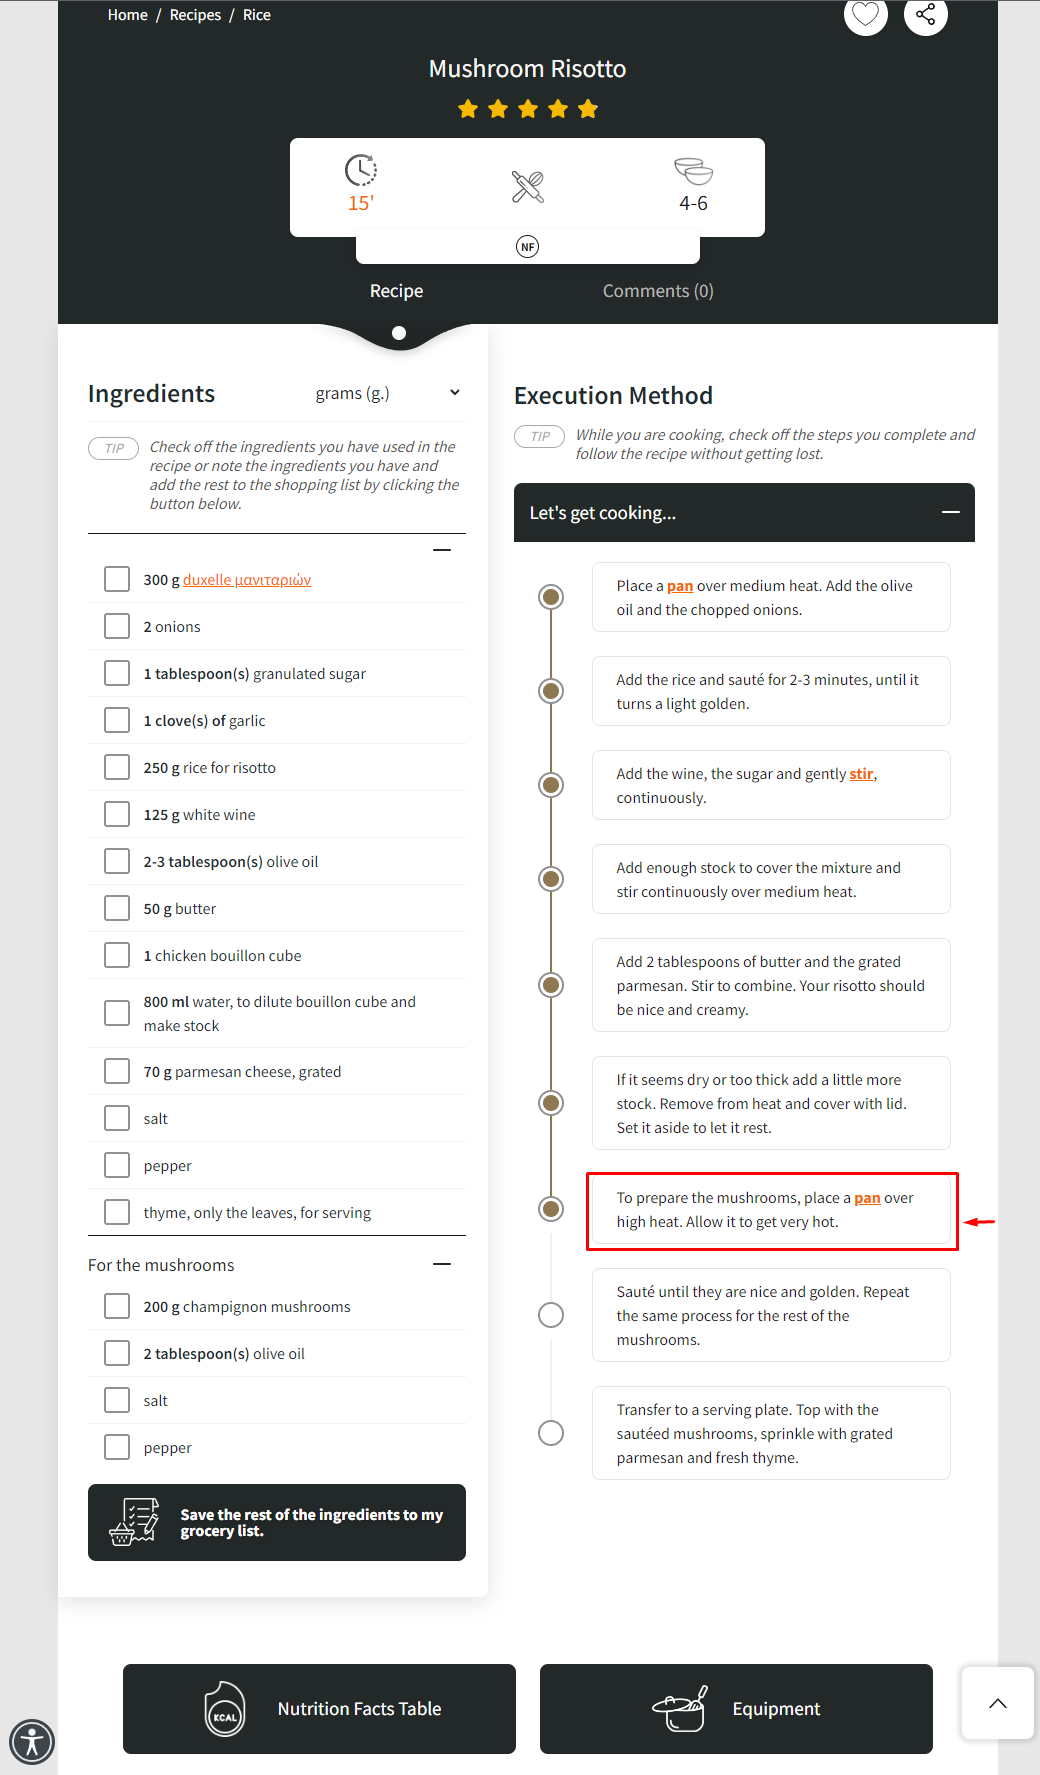 Home / Recipes / Rice
Mushroom Risotto
15'
4-6
NF
Recipe
Comments (0)
Ingredients
grams (g.)
TIP
Check off the ingredients you have used in the
recipe or note the ingredients you have and
add the rest to the shopping list by clicking the
button below.
300 g duxelle μανιταριών
2 onions
1 tablespoon(s) granulated sugar
1 clove(s) of garlic
250 g rice for risotto
125 g white wine
2-3 tablespoon(s) olive oil
50 g butter
1 chicken bouillon cube
800 ml water, to dilute bouillon cube and
make stock
70 g parmesan cheese, grated
salt
pepper
thyme, only the leaves, for serving
For the mushrooms
200 g champignon mushrooms
2 tablespoon(s) olive oil
salt
pepper
Save the rest of the ingredients to my
grocery list.
Execution Method
TIP
While you are cooking, check off the steps you complete and
follow the recipe without getting lost.
Let's get cooking...
Place a pan over medium heat. Add the olive
oil and the chopped onions.
Add the rice and sauté for 2-3 minutes, until it
turns a light golden.
Add the wine, the sugar and gently stir,
continuously.
Add enough stock to cover the mixture and
stir continuously over medium heat.
Add 2 tablespoons of butter and the grated
parmesan. Stir to combine. Your risotto should
be nice and creamy.
If it seems dry or too thick add a little more
stock. Remove from heat and cover with lid.
Set it aside to let it rest.
To prepare the mushrooms, place a pan over
high heat. Allow it to get very hot.
Sauté until they are nice and golden. Repeat
the same process for the rest of the
mushrooms.
Transfer to a serving plate. Top with the
sautéed mushrooms, sprinkle with grated
parmesan and fresh thyme.
KCAL
Nutrition Facts Table
Equipment